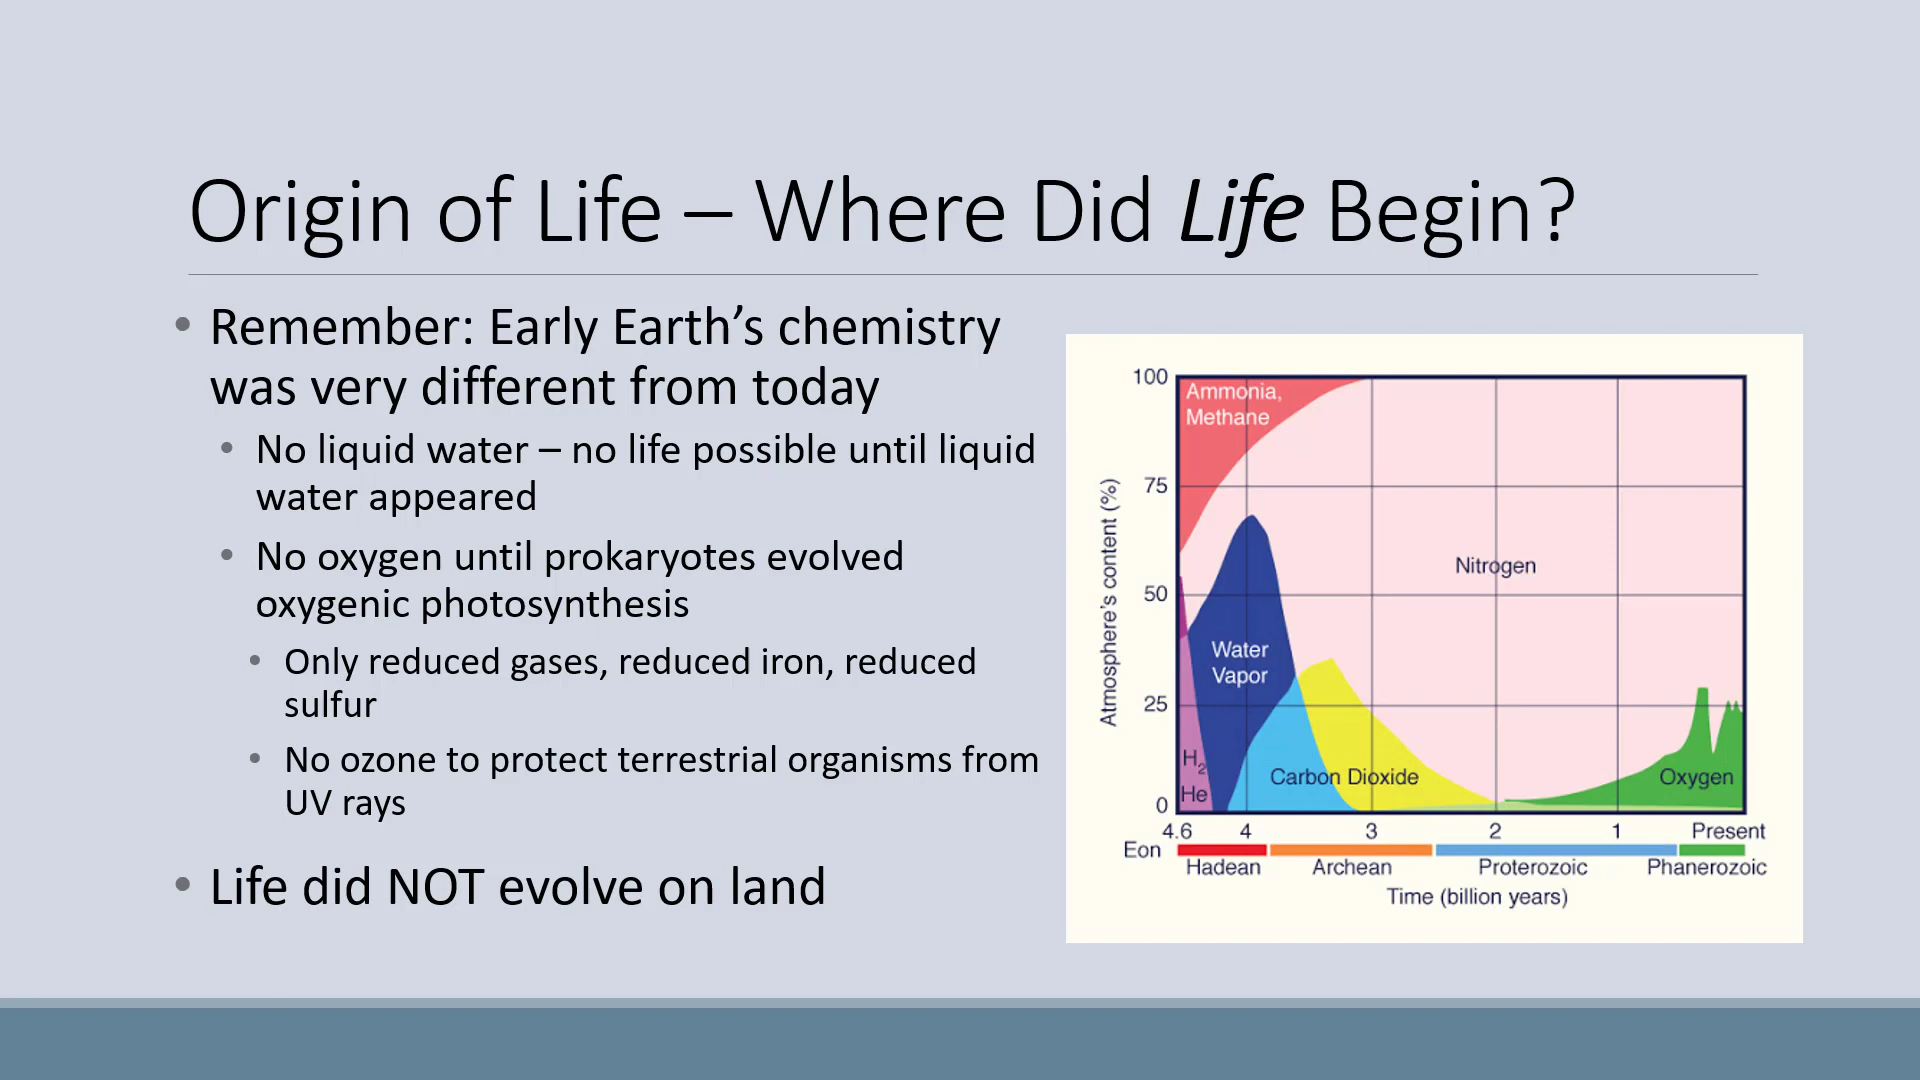 Origin of Life – Where Did Life Begin?
• Remember: Early Earth’s chemistry
was very different from today
• No liquid water – no life possible until liquid
water appeared
• No oxygen until prokaryotes evolved
oxygenic photosynthesis
• Only reduced gases, reduced iron, reduced
sulfur
• No ozone to protect terrestrial organisms from
UV rays
• Life did NOT evolve on land
Atmosphere’s content (%)
100
75
50
25
0
Ammonia,
Methane
Nitrogen
Water
Vapor
H2
He
Carbon Dioxide
Oxygen
4.6 4 3 2 1 Present
Eon
Hadean Archean Proterozoic Phanerozoic
Time (billion years)